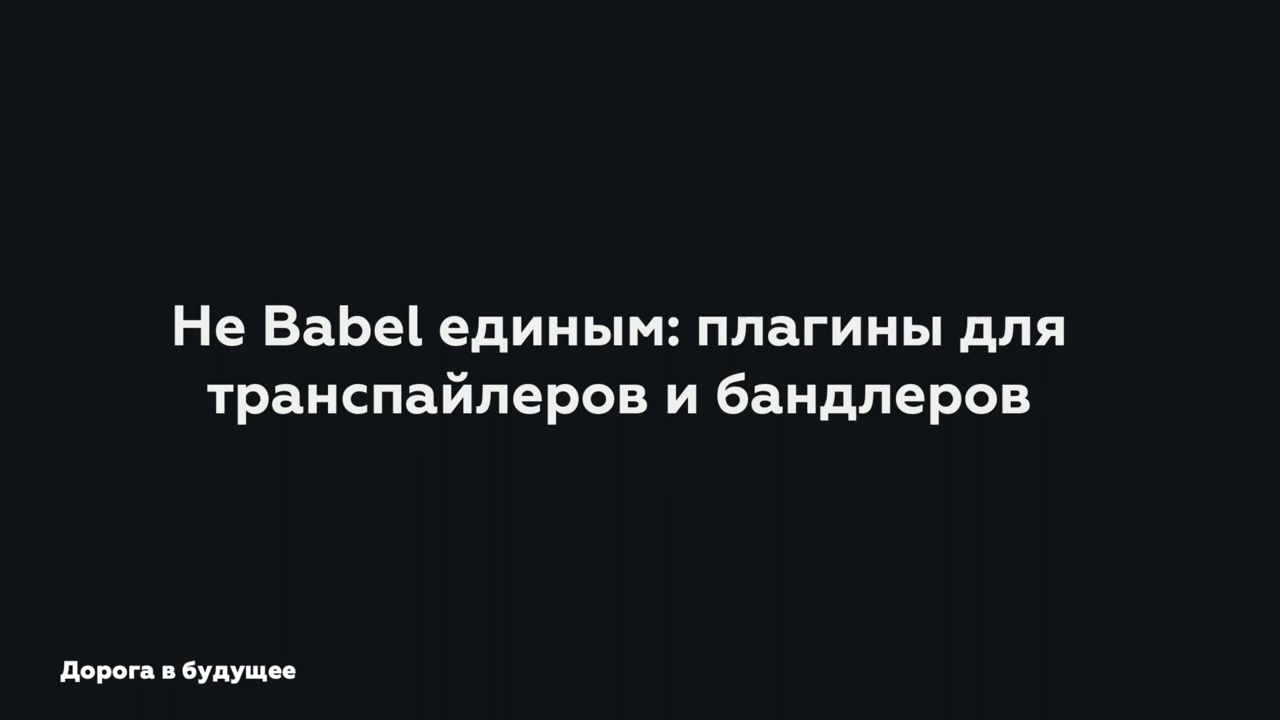 Не Babel единым: плагины для
транспайлеров и бандлеров
Дорога в будущее